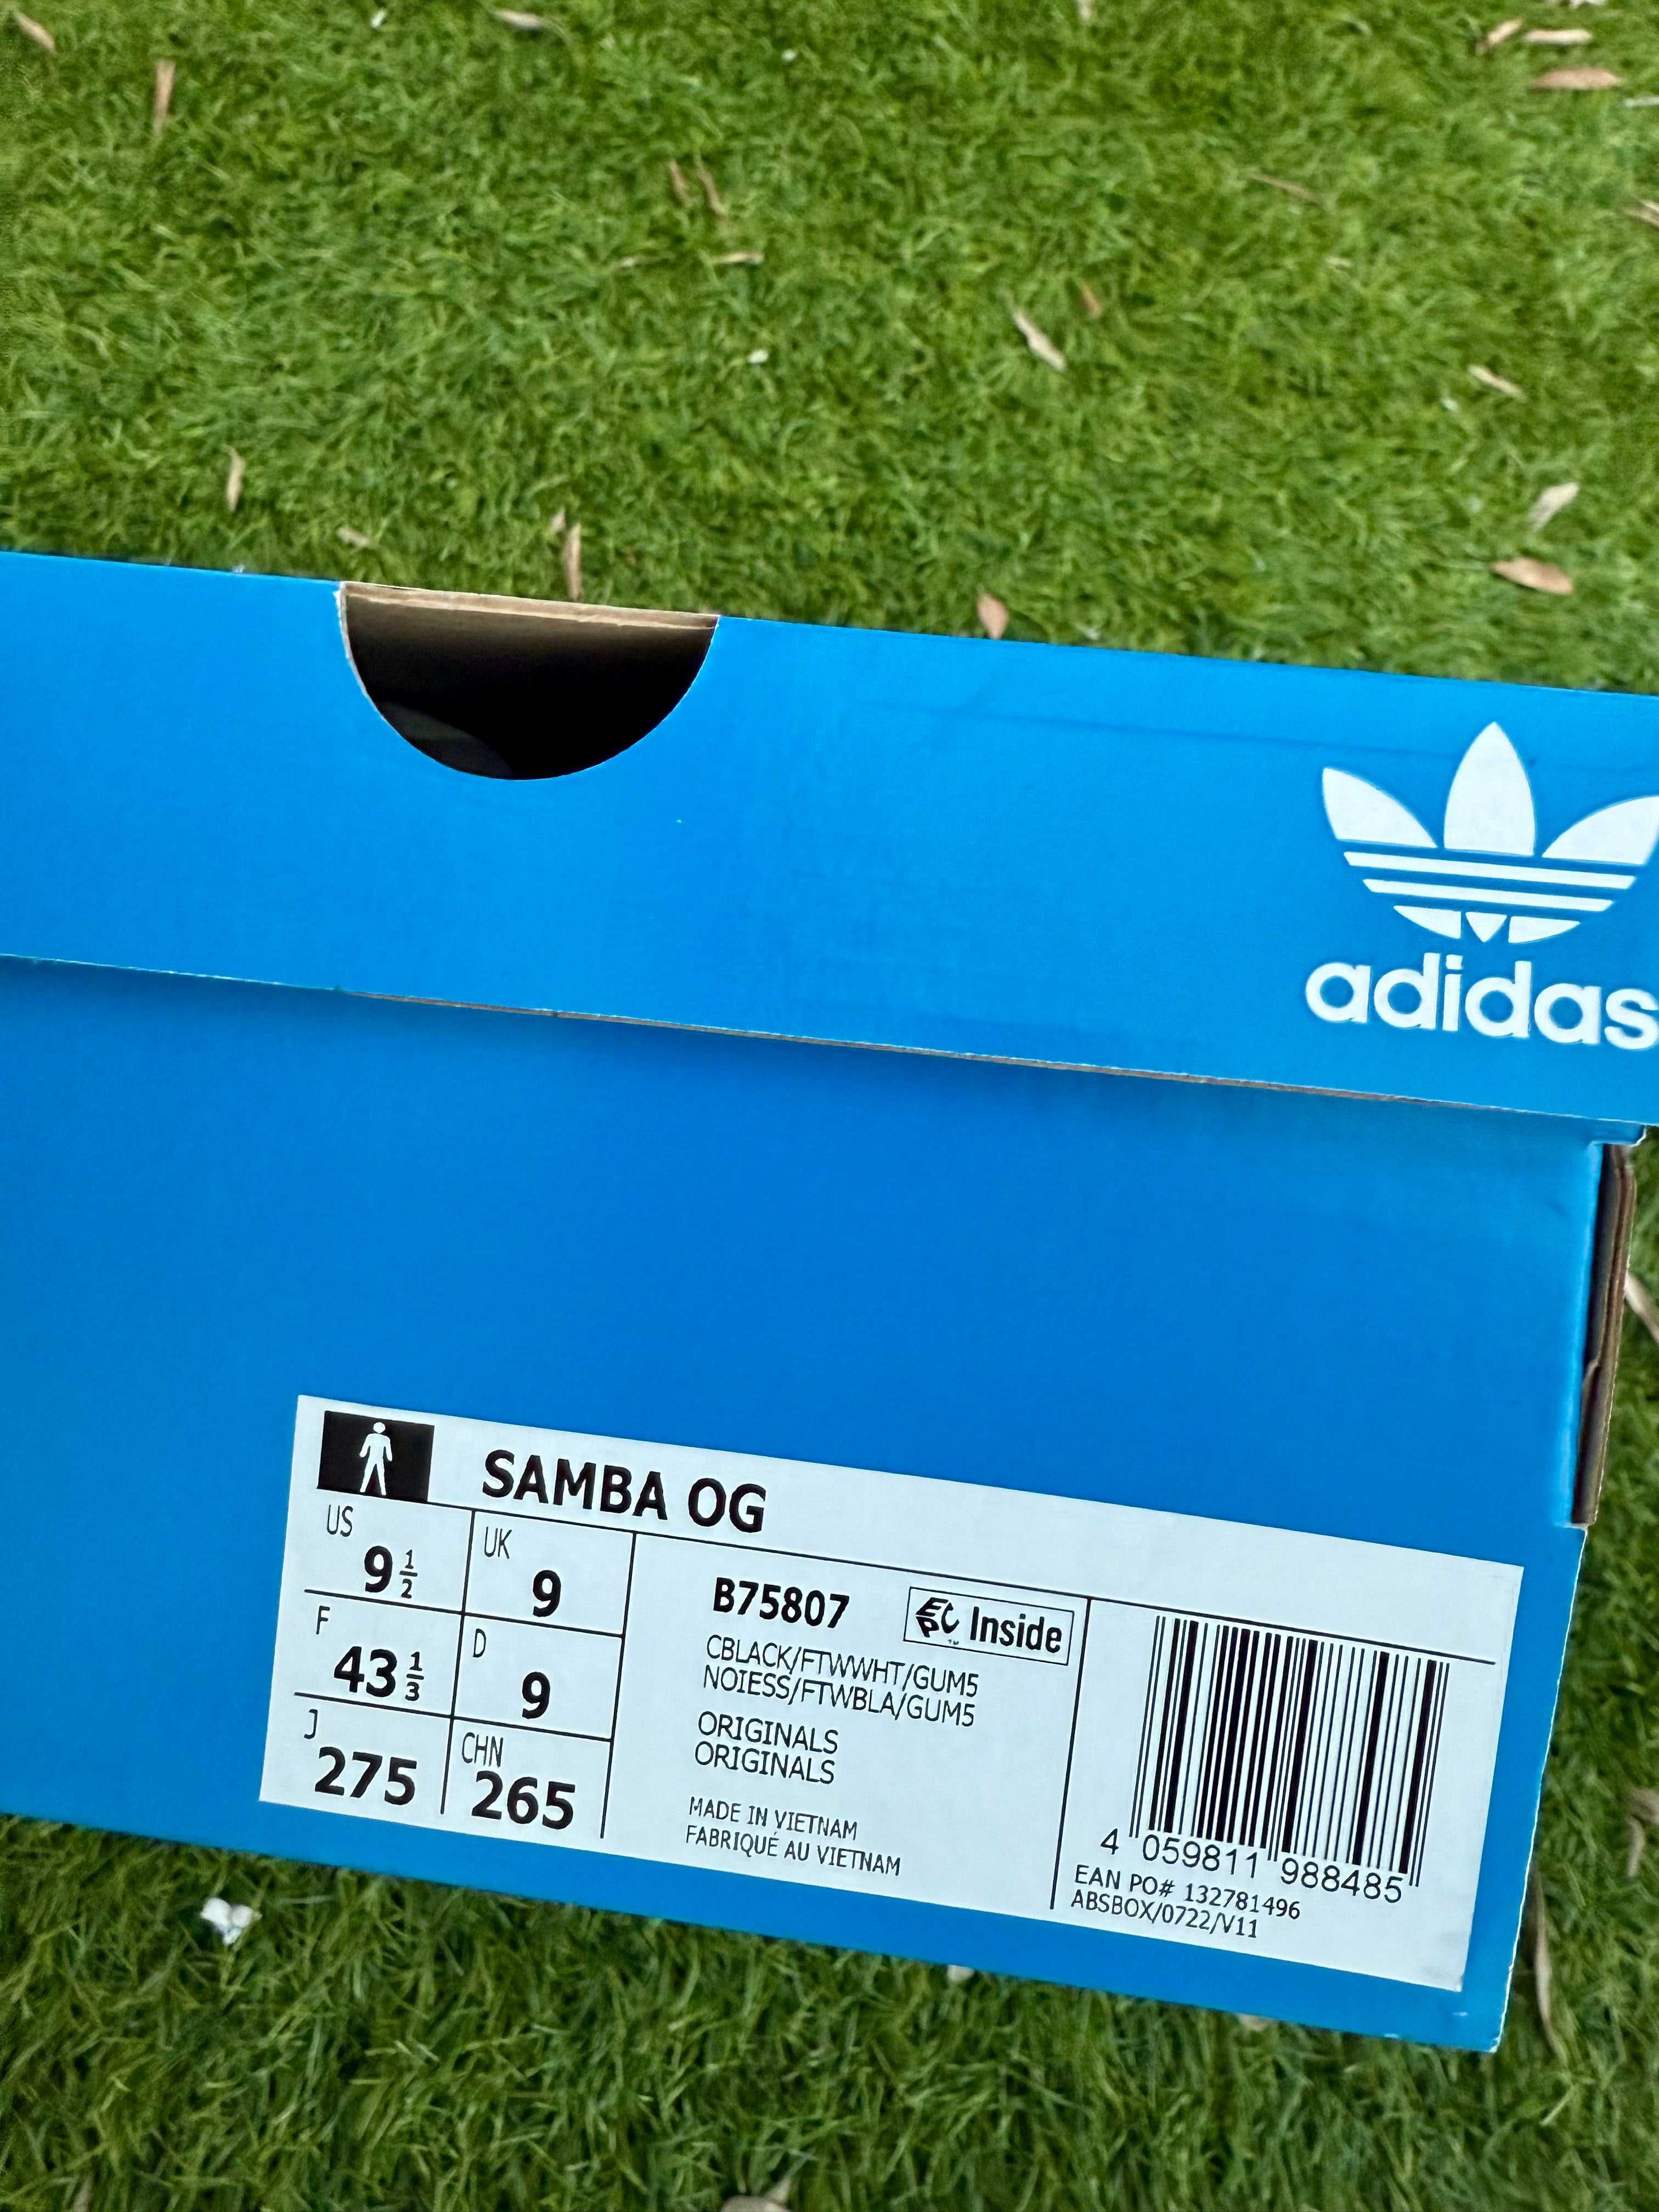 adidas
SAMBA OG
US
9 1/2
UK
9
F
43 1/3
D
9
J
275
CHN
265
B75807
EPC Inside
™
CBLACK/FTWWHT/GUM5
NOIESS/FTWBLA/GUM5
ORIGINALS
ORIGINALS
MADE IN VIETNAM
FABRIQUÉ AU VIETNAM
4 059811 988485
EAN PO# 132781496
ABSBOX/0722/V11